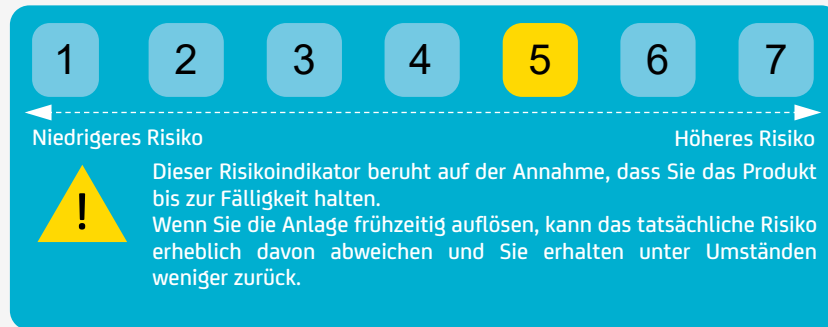 1 2 3 4 5 6 7
Niedrigeres Risiko Höheres Risiko
! Dieser Risikoindikator beruht auf der Annahme, dass Sie das Produkt
bis zur Fälligkeit halten.
Wenn Sie die Anlage frühzeitig auflösen, kann das tatsächliche Risiko
erheblich davon abweichen und Sie erhalten unter Umständen
weniger zurück.